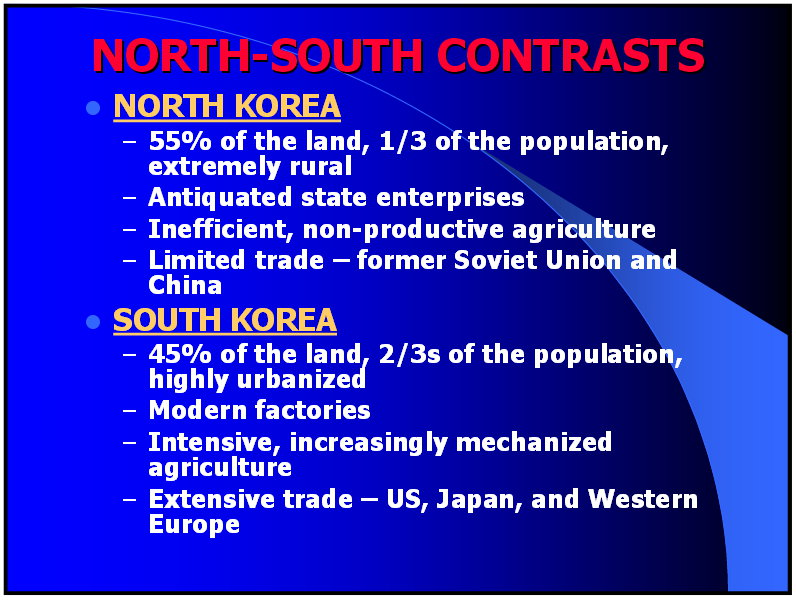 NORTH-SOUTH CONTRASTS
NORTH KOREA
– 55% of the land, 1/3 of the population,
extremely rural
– Antiquated state enterprises
– Inefficient, non-productive agriculture
– Limited trade – former Soviet Union and
China
SOUTH KOREA
– 45% of the land, 2/3s of the population,
highly urbanized
– Modern factories
– Intensive, increasingly mechanized
agriculture
– Extensive trade – US, Japan, and Western
Europe